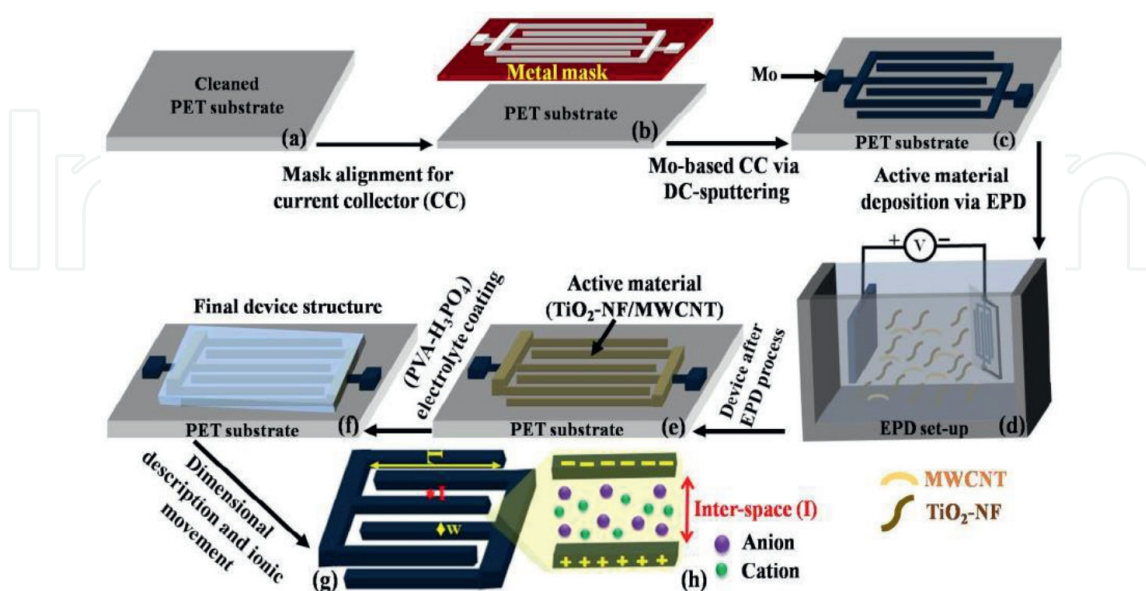 Cleaned
PET substrate
(a)
Mask alignment for
current collector (CC)
Metal mask
PET substrate
(b)
Mo-based CC via
DC-sputtering
Mo
PET substrate
(c)
Active material
deposition via EPD
+ V −
EPD set-up
(d)
MWCNT
TiO₂-NF
Device after
EPD process
Active material
(TiO₂-NF/MWCNT)
PET substrate
(e)
(PVA-H₃PO₄)
electrolyte coating
Final device structure
PET substrate
(f)
Dimensional
description and ionic
movement
L
I
w
(g)
− − − − − −
Inter-space (I)
+ + + + + +
(h)
Anion
Cation